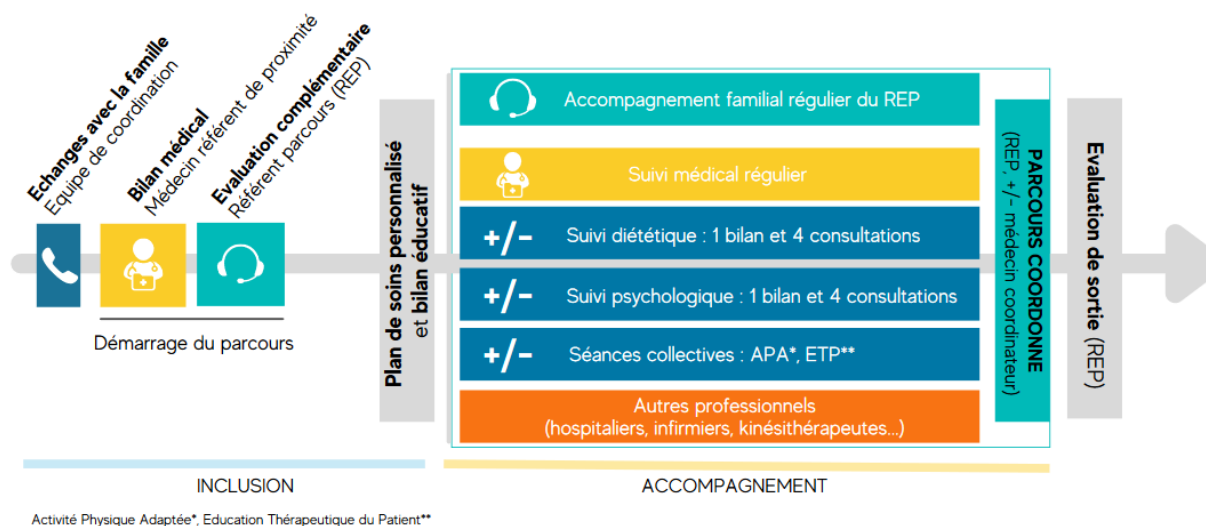 Echanges avec la famille
Equipe de coordination
Bilan médical
Médecin référent de proximité
Evaluation complémentaire
Référent parcours (REP)
Démarrage du parcours
Plan de soins personnalisé
et bilan éducatif
Accompagnement familial régulier du REP
Suivi médical régulier
+/- Suivi diététique : 1 bilan et 4 consultations
+/- Suivi psychologique : 1 bilan et 4 consultations
+/- Séances collectives : APA*, ETP**
Autres professionnels
(hospitaliers, infirmiers, kinésithérapeutes...)
PARCOURS COORDONNE
(REP, +/- médecin coordinateur)
Evaluation de
sortie (REP)
INCLUSION
ACCOMPAGNEMENT
Activité Physique Adaptée*, Education Thérapeutique du Patient**